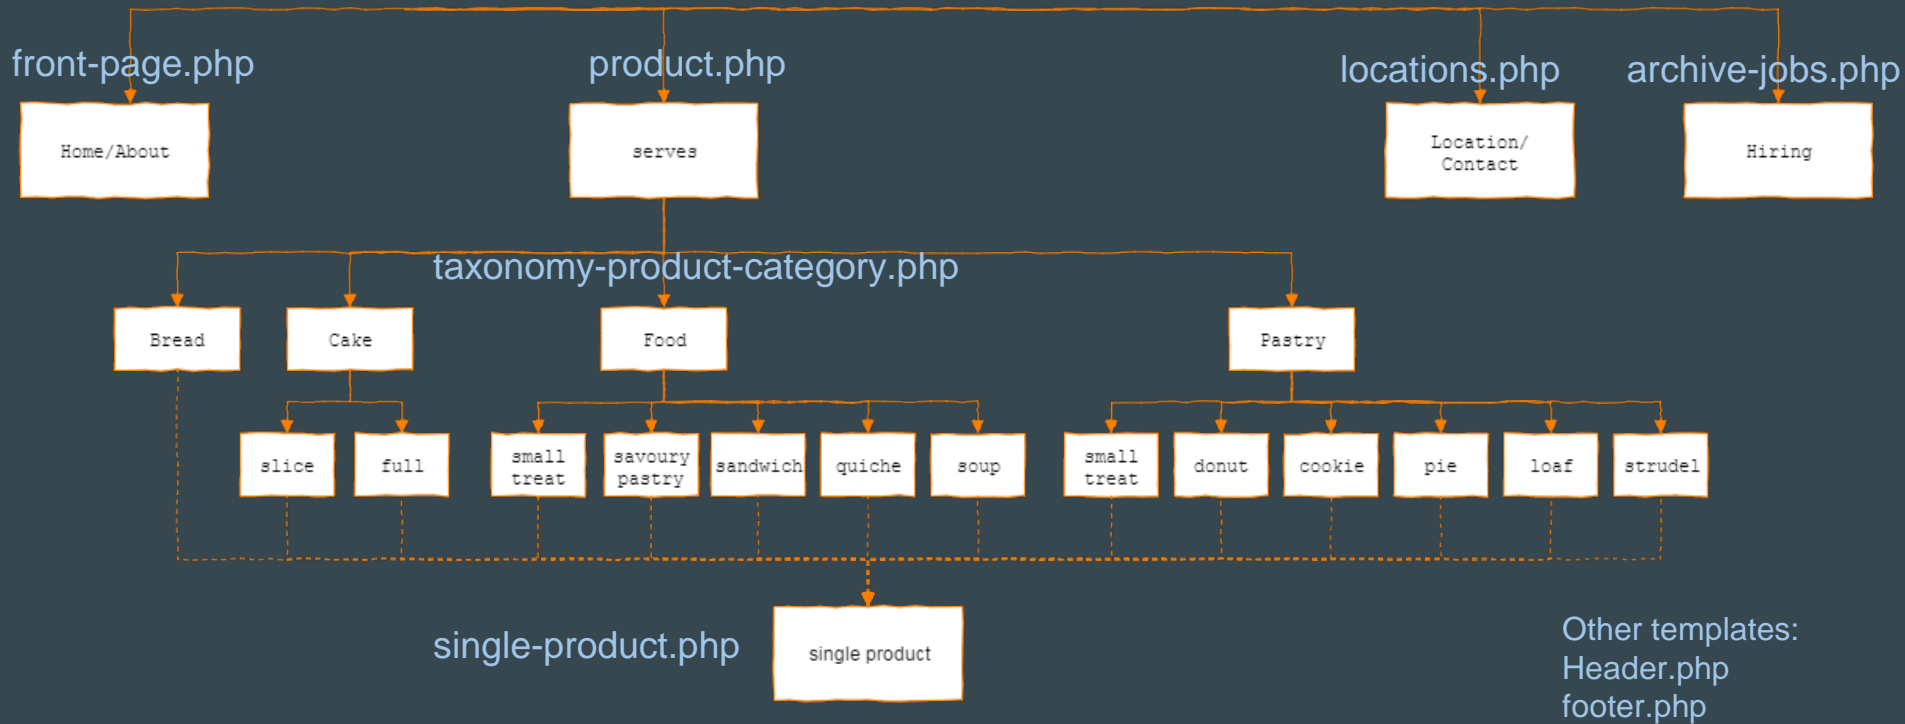 front-page.php
product.php
locations.php
archive-jobs.php
Home/About
serves
Location/
Contact
Hiring
taxonomy-product-category.php
Bread
Cake
Food
Pastry
slice
full
small
treat
savoury
pastry
sandwich
quiche
soup
small
treat
donut
cookie
pie
loaf
strudel
single-product.php
single product
Other templates:
Header.php
footer.php